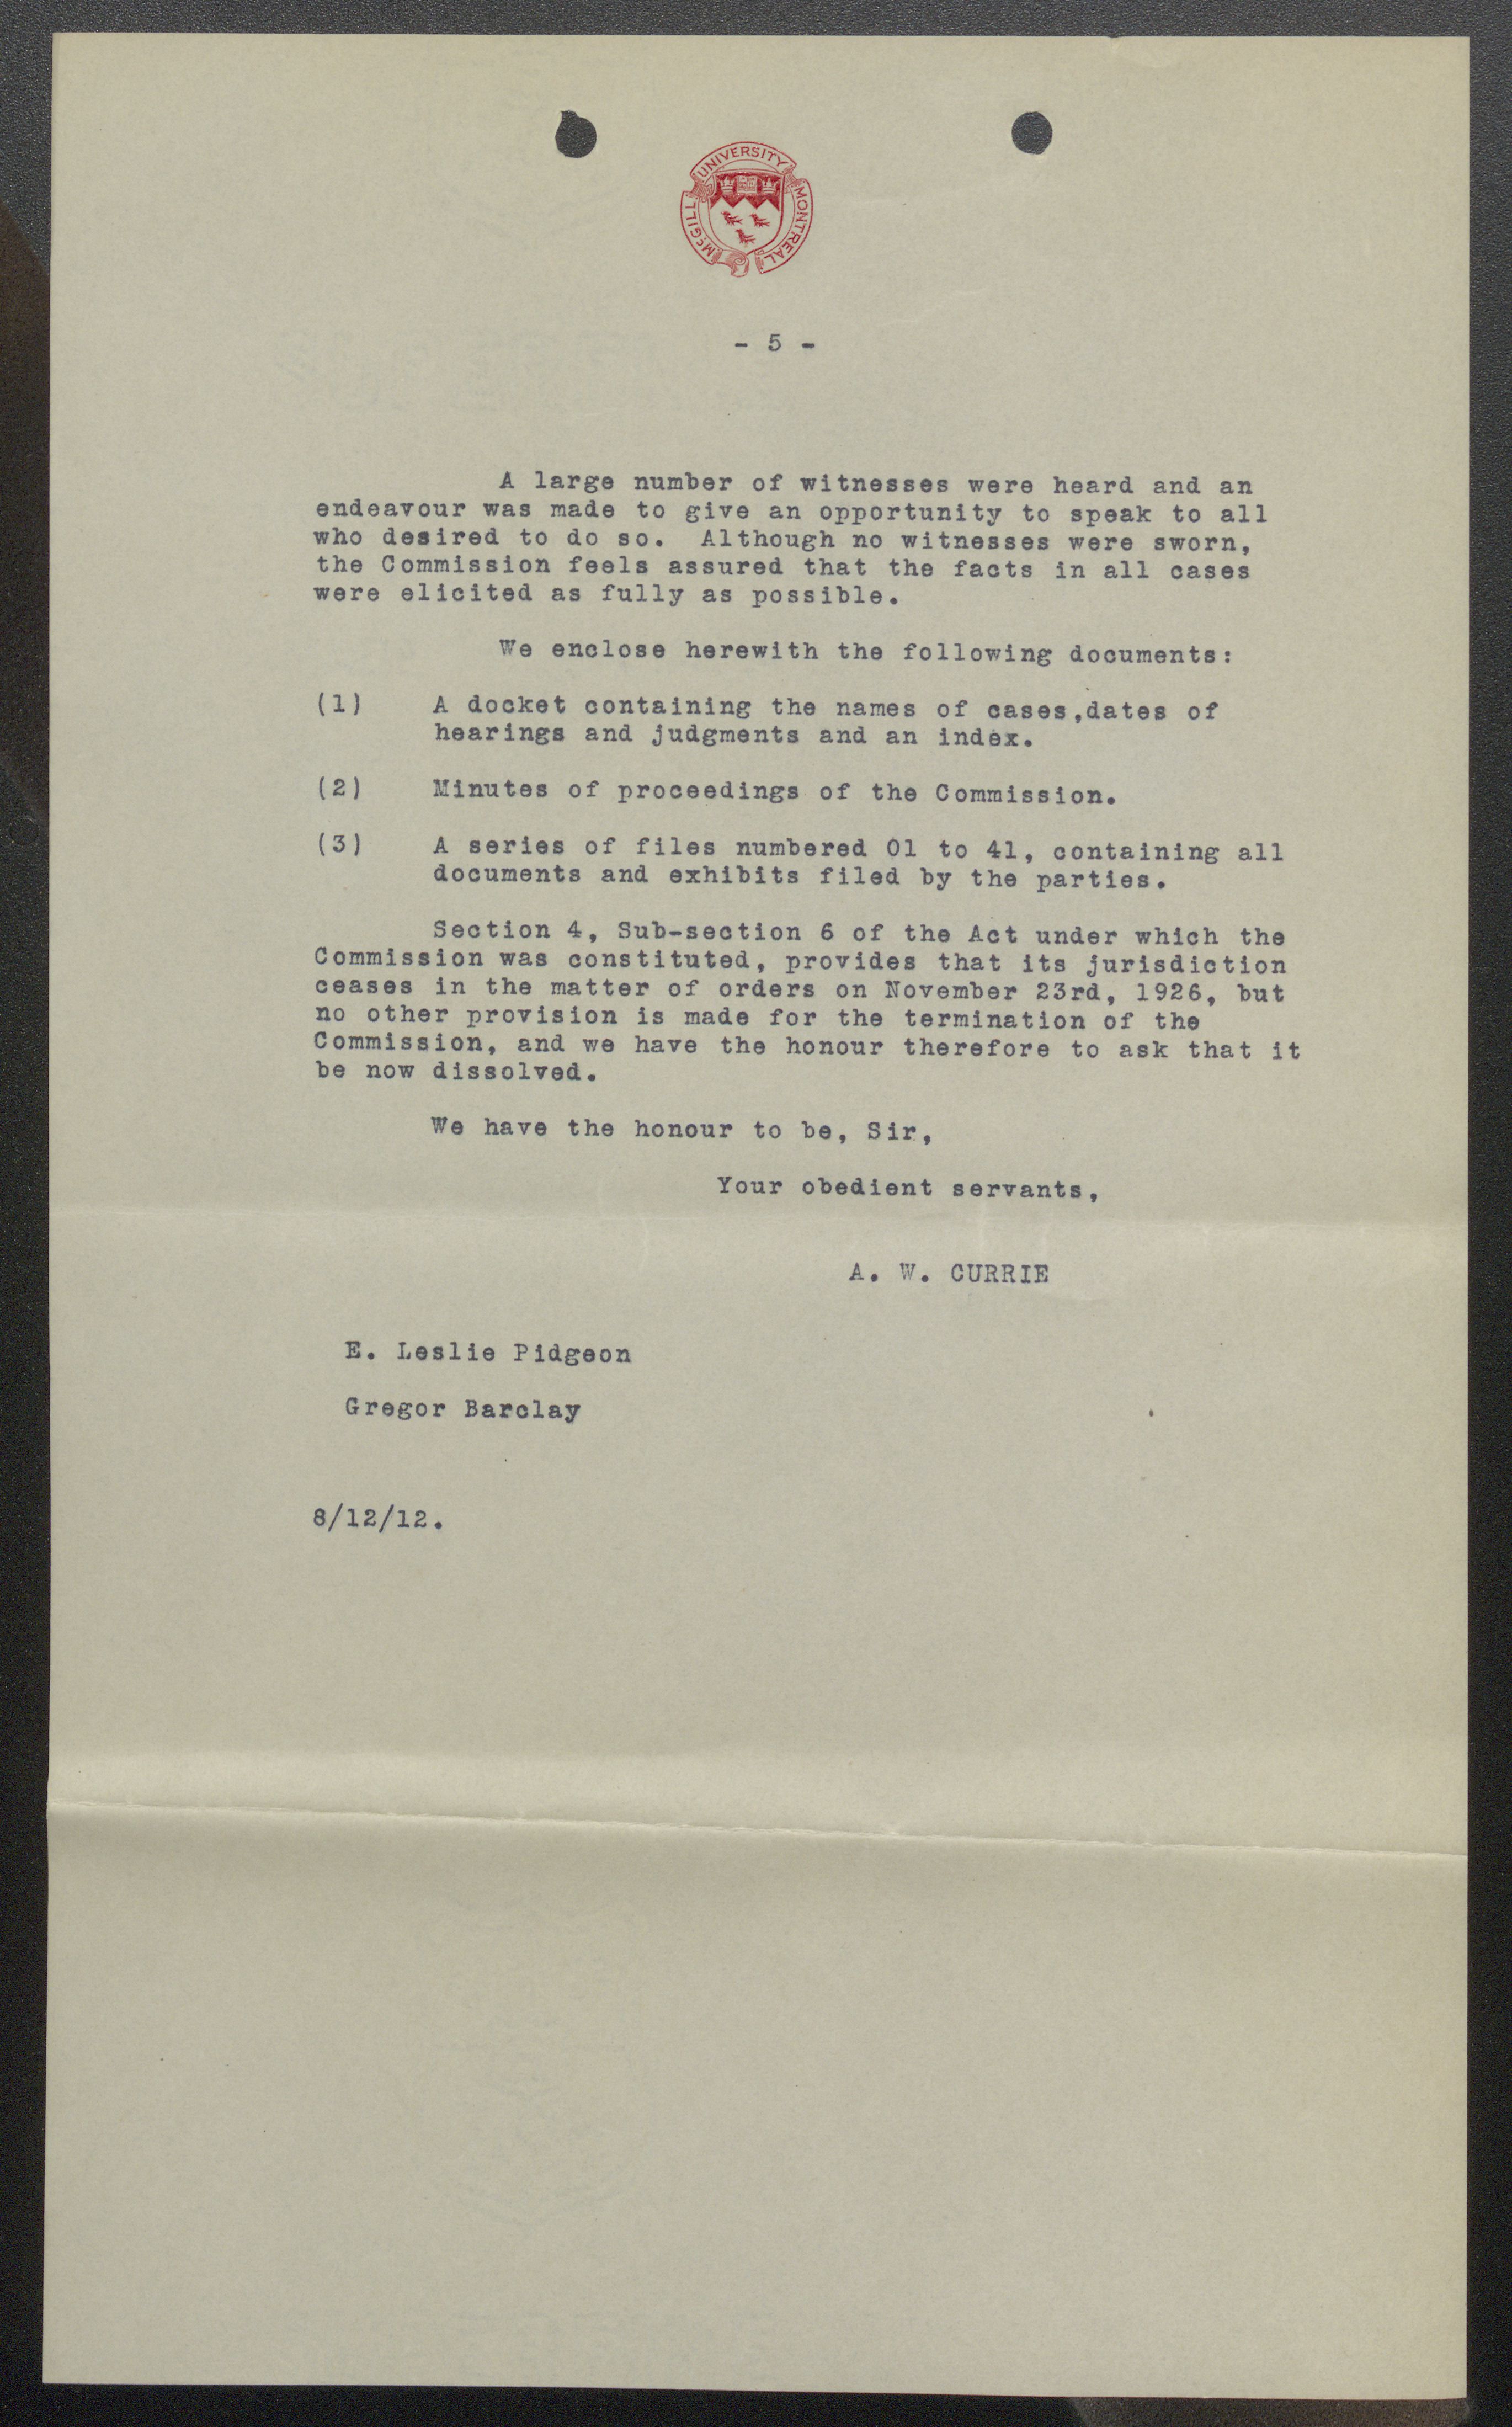 McGILL UNIVERSITY MONTREAL
- 5 -
A large number of witnesses were heard and an
endeavour was made to give an opportunity to speak to all
who desired to do so. Although no witnesses were sworn,
the Commission feels assured that the facts in all cases
were elicited as fully as possible.
We enclose herewith the following documents:
(1) A docket containing the names of cases,dates of
hearings and judgments and an index.
(2) Minutes of proceedings of the Commission.
(3) A series of files numbered 01 to 41, containing all
documents and exhibits filed by the parties.
Section 4, Sub-section 6 of the Act under which the
Commission was constituted, provides that its jurisdiction
ceases in the matter of orders on November 23rd, 1926, but
no other provision is made for the termination of the
Commission, and we have the honour therefore to ask that it
be now dissolved.
We have the honour to be, Sir,
Your obedient servants,
A. W. CURRIE
E. Leslie Pidgeon
Gregor Barclay
8/12/12.